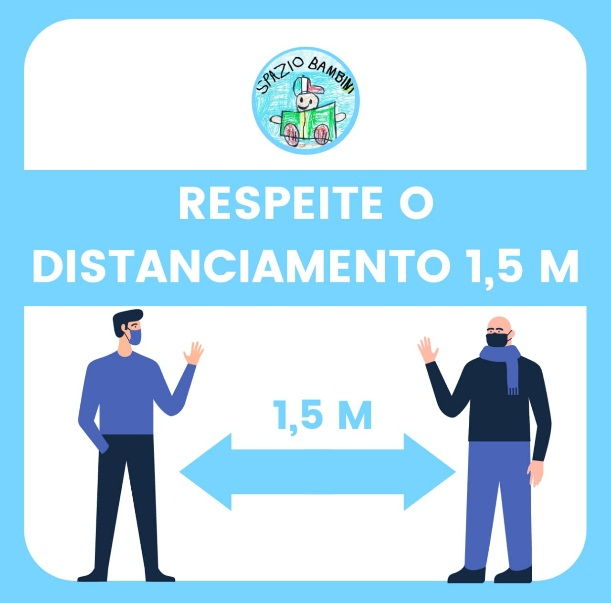 SPAZIO BAMBINI
RESPEITE O
DISTANCIAMENTO 1,5 M
1,5 M